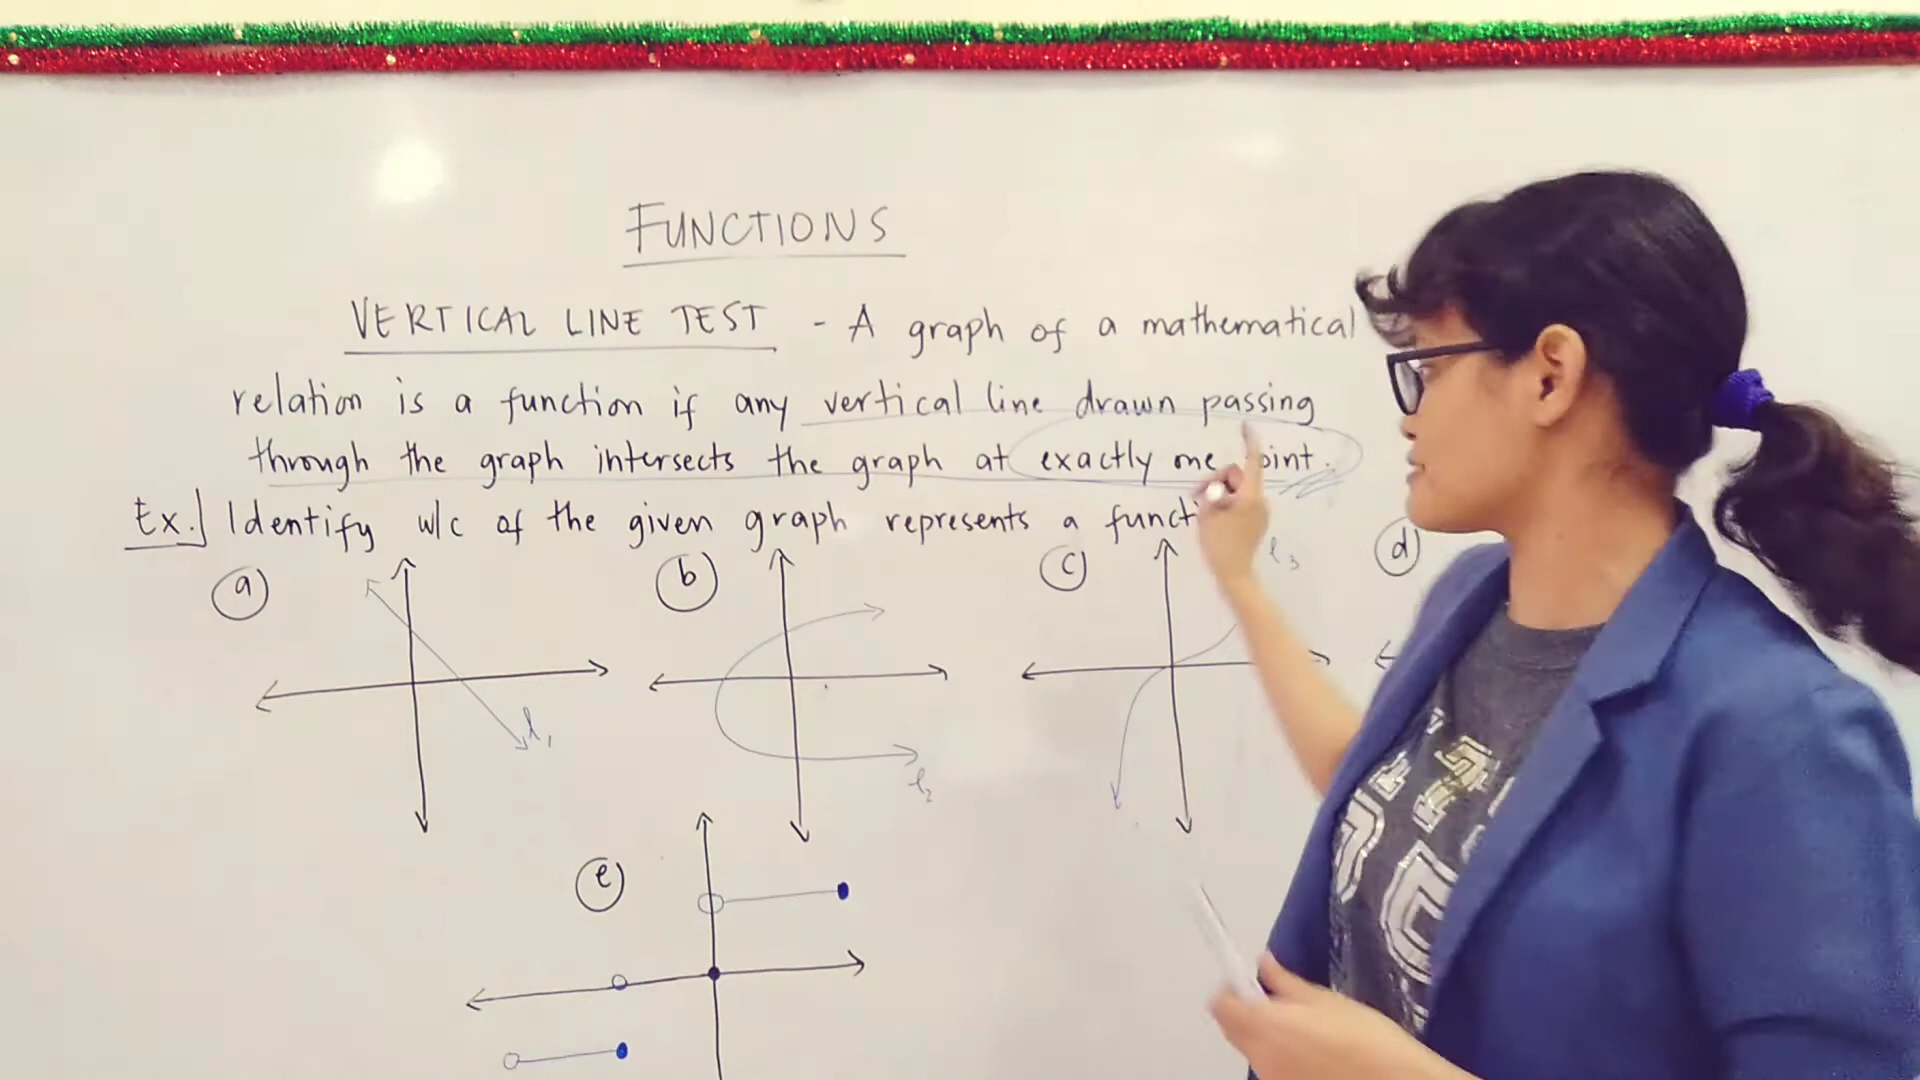 FUNCTIONS
VERTICAL LINE TEST - A graph of a mathematical
relation is a function if any vertical line drawn passing
through the graph intersects the graph at exactly one point.
Ex. Identify w/c of the given graph represents a
a b c l3 d
l1
l2
e